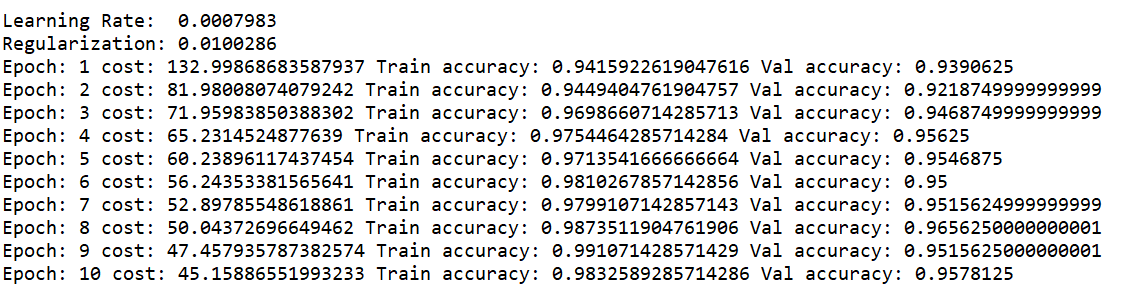 Learning Rate:  0.0007983
Regularization: 0.0100286
Epoch: 1 cost: 132.99868683587937 Train accuracy: 0.9415922619047616 Val accuracy: 0.9390625
Epoch: 2 cost: 81.98008074079242 Train accuracy: 0.9449404761904757 Val accuracy: 0.9218749999999999
Epoch: 3 cost: 71.95983850388302 Train accuracy: 0.9698660714285713 Val accuracy: 0.9468749999999999
Epoch: 4 cost: 65.2314524877639 Train accuracy: 0.9754464285714284 Val accuracy: 0.95625
Epoch: 5 cost: 60.23896117437454 Train accuracy: 0.9713541666666664 Val accuracy: 0.9546875
Epoch: 6 cost: 56.24353381565641 Train accuracy: 0.9810267857142856 Val accuracy: 0.95
Epoch: 7 cost: 52.89785548618861 Train accuracy: 0.9799107142857143 Val accuracy: 0.9515624999999999
Epoch: 8 cost: 50.04372696649462 Train accuracy: 0.9873511904761906 Val accuracy: 0.9656250000000001
Epoch: 9 cost: 47.457935787382574 Train accuracy: 0.991071428571429 Val accuracy: 0.9515625000000001
Epoch: 10 cost: 45.15886551993233 Train accuracy: 0.9832589285714286 Val accuracy: 0.9578125